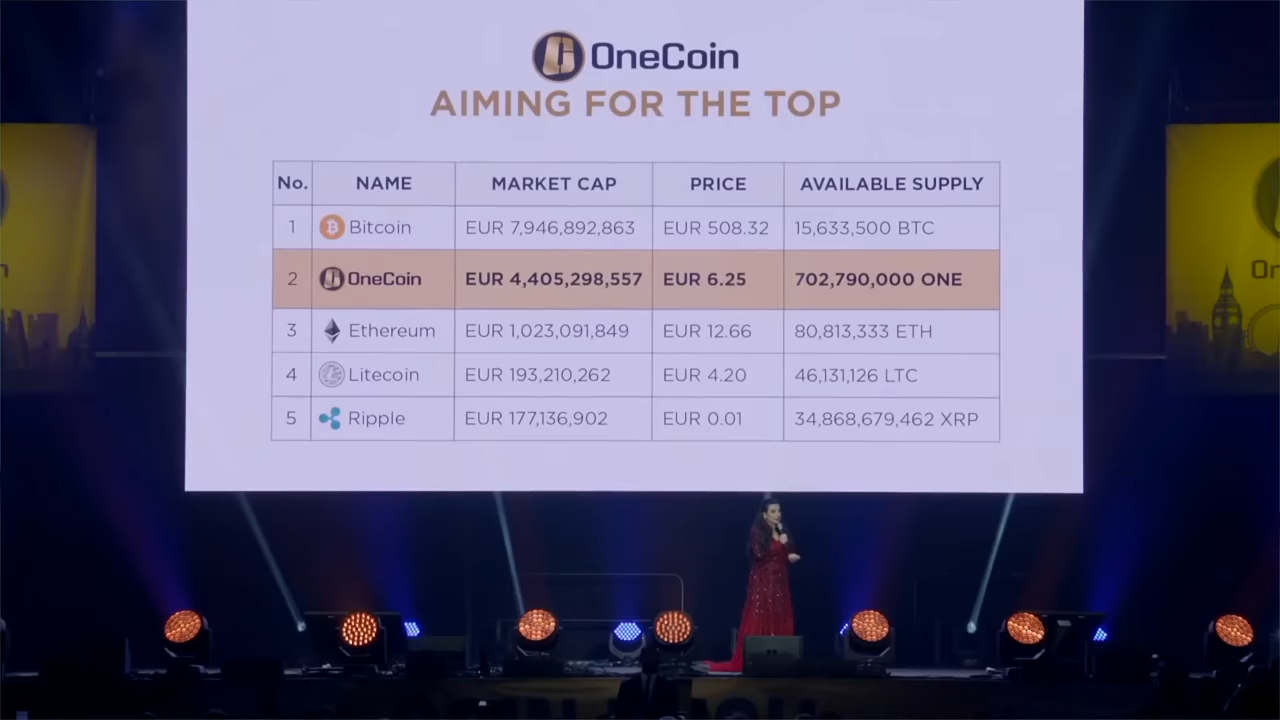 OneCoin
AIMING FOR THE TOP
No. NAME MARKET CAP PRICE AVAILABLE SUPPLY
1 Bitcoin EUR 7,946,892,863 EUR 508.32 15,633,500 BTC
2 OneCoin EUR 4,405,298,557 EUR 6.25 702,790,000 ONE
3 Ethereum EUR 1,023,091,849 EUR 12.66 80,813,333 ETH
4 Litecoin EUR 193,210,262 EUR 4.20 46,131,126 LTC
5 Ripple EUR 177,136,902 EUR 0.01 34,868,679,462 XRP